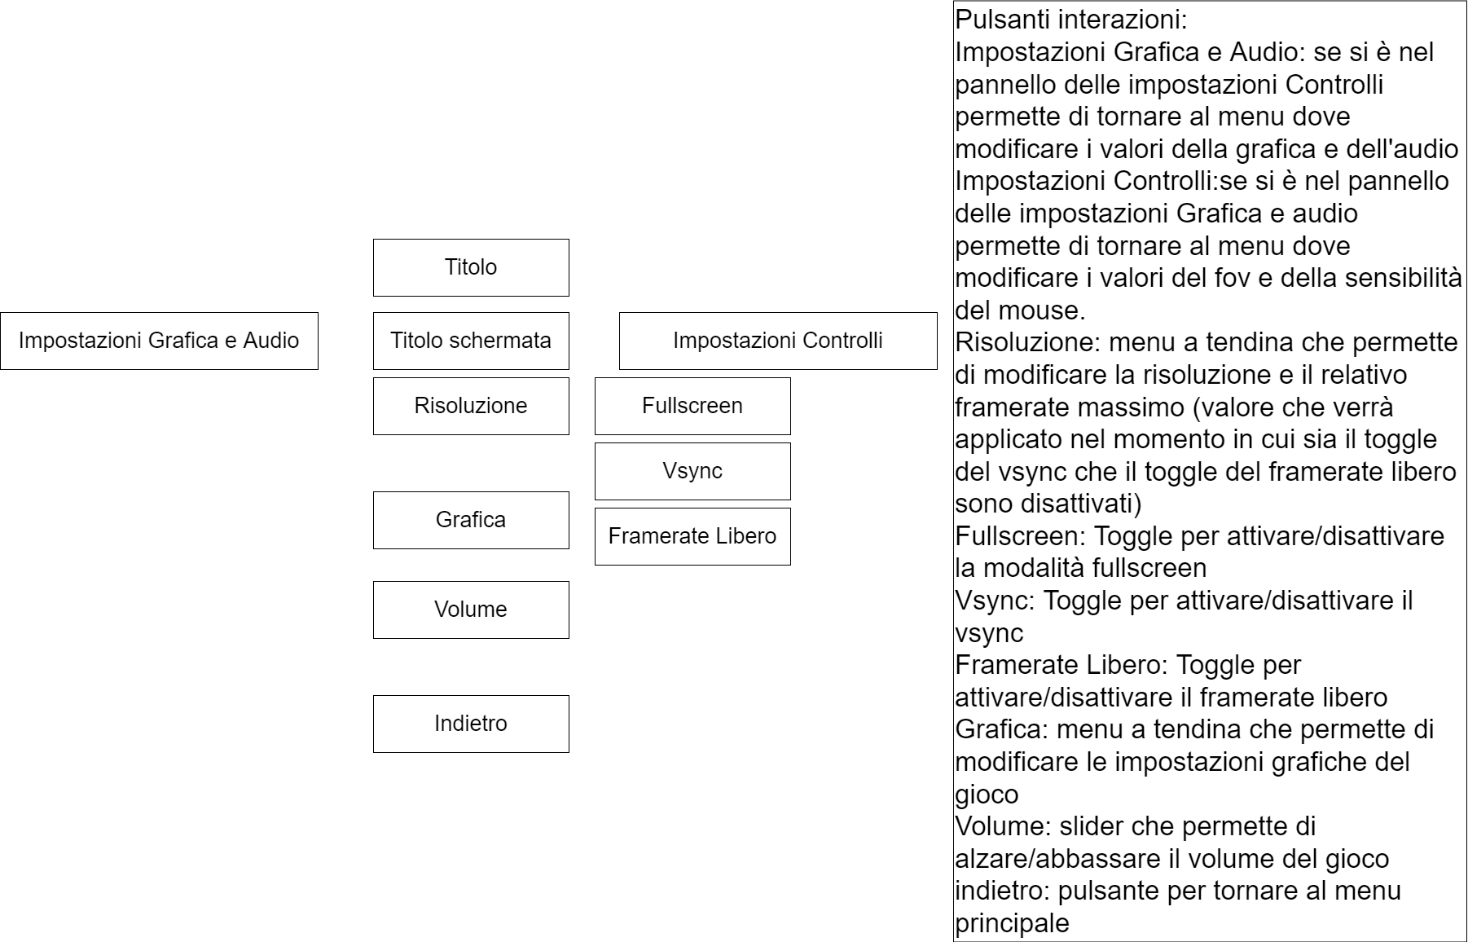 Titolo
Impostazioni Grafica e Audio
Titolo schermata
Impostazioni Controlli
Risoluzione
Fullscreen
Vsync
Grafica
Framerate Libero
Volume
Indietro
Pulsanti interazioni:
Impostazioni Grafica e Audio: se si è nel
pannello delle impostazioni Controlli
permette di tornare al menu dove
modificare i valori della grafica e dell'audio
Impostazioni Controlli:se si è nel pannello
delle impostazioni Grafica e audio
permette di tornare al menu dove
modificare i valori del fov e della sensibilità
del mouse.
Risoluzione: menu a tendina che permette
di modificare la risoluzione e il relativo
framerate massimo (valore che verrà
applicato nel momento in cui sia il toggle
del vsync che il toggle del framerate libero
sono disattivati)
Fullscreen: Toggle per attivare/disattivare
la modalità fullscreen
Vsync: Toggle per attivare/disattivare il
vsync
Framerate Libero: Toggle per
attivare/disattivare il framerate libero
Grafica: menu a tendina che permette di
modificare le impostazioni grafiche del
gioco
Volume: slider che permette di
alzare/abbassare il volume del gioco
indietro: pulsante per tornare al menu
principale